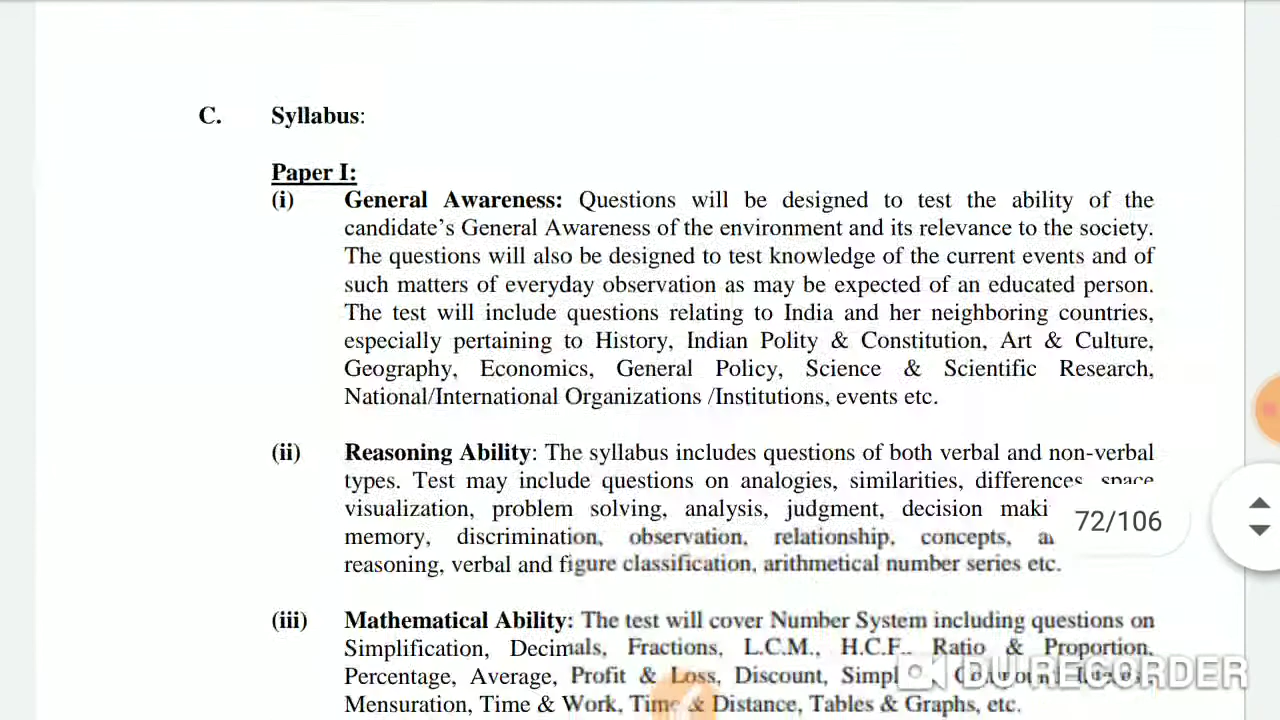 C. Syllabus:
Paper I:
(i) General Awareness: Questions will be designed to test the ability of the
candidate's General Awareness of the environment and its relevance to the society.
The questions will also be designed to test knowledge of the current events and of
such matters of everyday observation as may be expected of an educated person.
The test will include questions relating to India and her neighboring countries,
especially pertaining to History, Indian Polity & Constitution, Art & Culture,
Geography, Economics, General Policy, Science & Scientific Research,
National/International Organizations /Institutions, events etc.
(ii) Reasoning Ability: The syllabus includes questions of both verbal and non-verbal
types. Test may include questions on analogies, similarities, differences, space
visualization, problem solving, analysis, judgment, decision maki
72/106
memory, discrimination, observation, relationship, concepts,
reasoning, verbal and figure classification, arithmetical number series etc.
(iii) Mathematical Ability: The test will cover Number System including questions on
Simplification, Decimals, Fractions, L.C.M., H.C.F., Ratio & Proportion,
Percentage, Average, Profit & Loss, Discount,
DU RECORDER
Mensuration, Time & Work, Time & Distance, Tables & Graphs, etc.